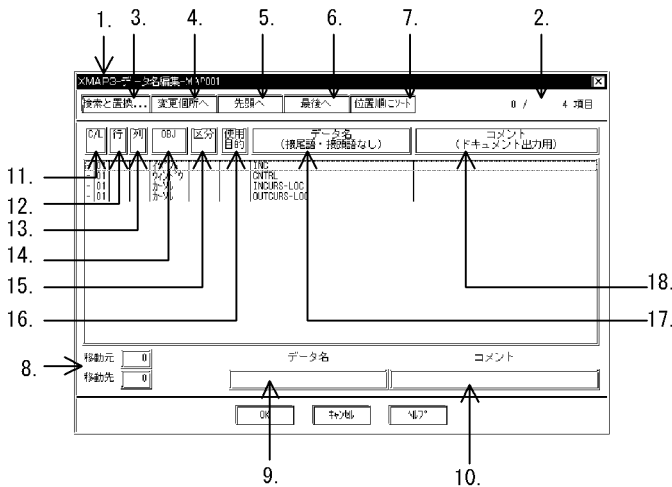 1. 3. 4. 5. 6. 7. 2.
XMAP3-データ名編集-MAP001
検索と置換... 変更個所へ 先頭へ 最後へ 位置順にｿｰﾄ 0 / 4 項目
C/L 行 列 OBJ 区分 使用目的 データ名（接尾語・接頭語なし） コメント（ドキュメント出力用）
INC
- 01 ｳｨﾝﾄﾞｳ CNTRL
- 01 ｶｰｿﾙ INCURS-LOC
- 01 ｶｰｿﾙ OUTCURS-LOC
11.
12.
13.
14.
15.
16.
17.
18.
8. 移動元 0 データ名 コメント
移動先 0
OK ｷｬﾝｾﾙ ﾍﾙﾌﾟ
9. 10.